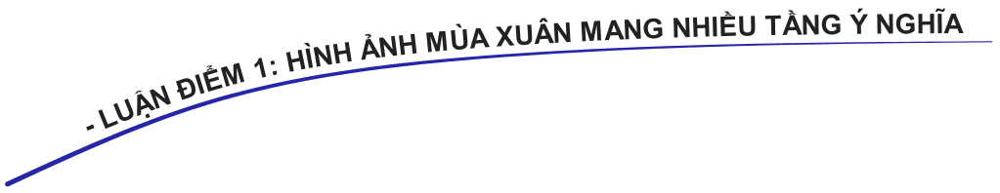 - LUẬN ĐIỂM 1: HÌNH ẢNH MÙA XUÂN MANG NHIỀU TẦNG Ý NGHĨA